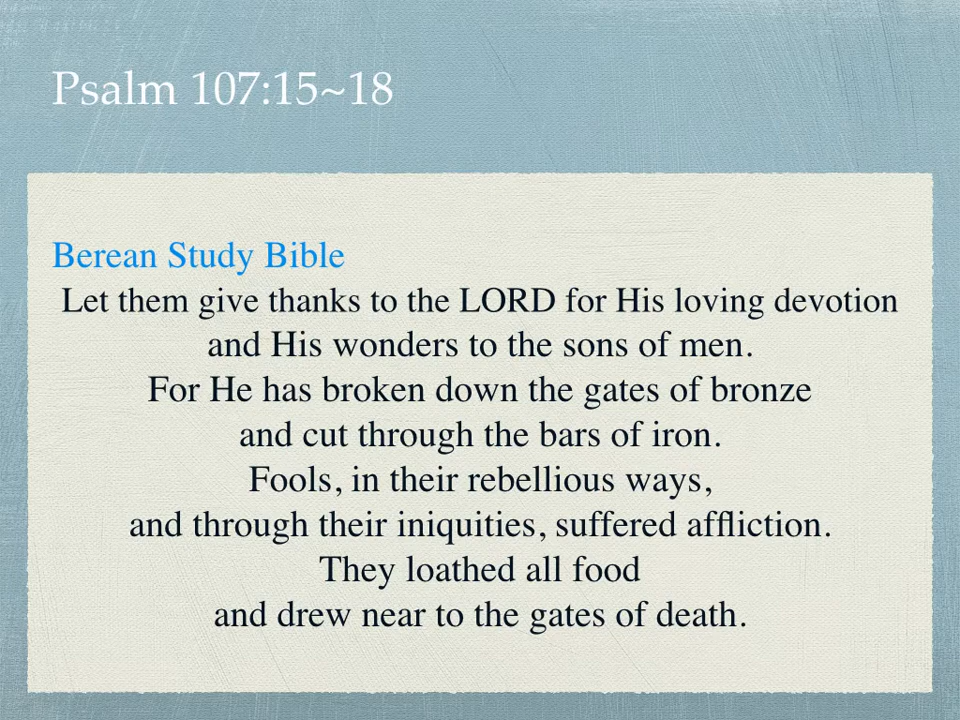 Psalm 107:15~18
Berean Study Bible
Let them give thanks to the LORD for His loving devotion
and His wonders to the sons of men.
For He has broken down the gates of bronze
and cut through the bars of iron.
Fools, in their rebellious ways,
and through their iniquities, suffered affliction.
They loathed all food
and drew near to the gates of death.